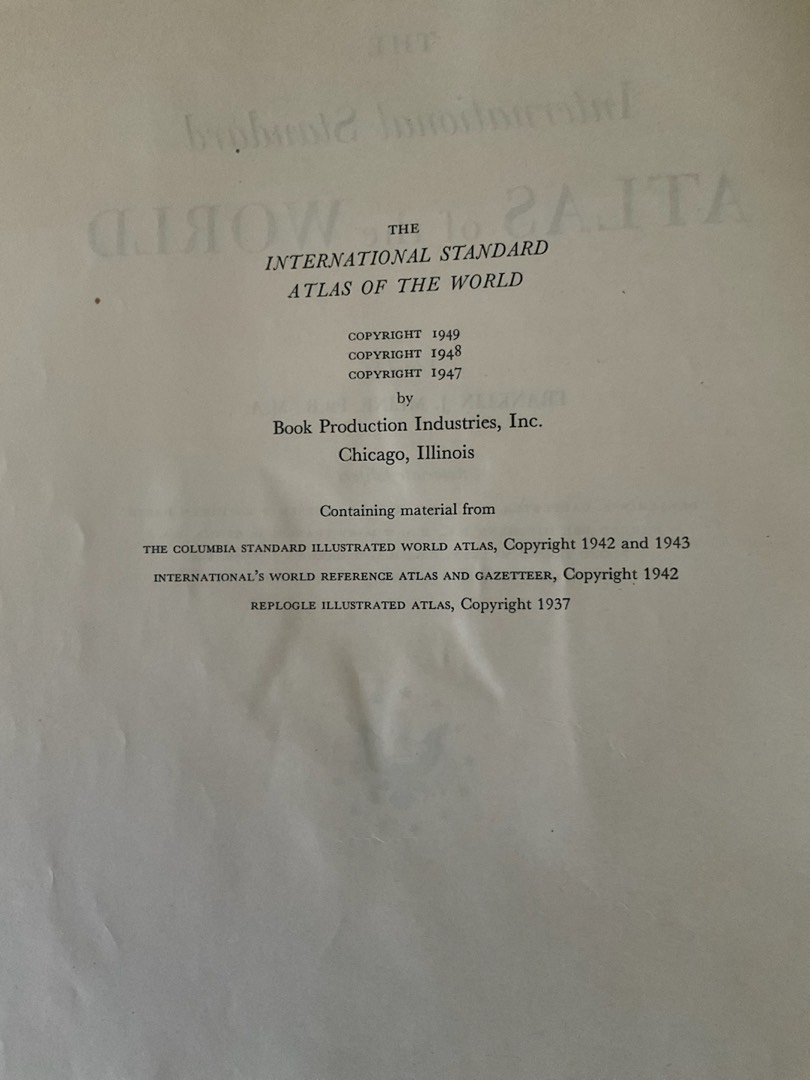 THE
INTERNATIONAL STANDARD
ATLAS OF THE WORLD
COPYRIGHT 1949
COPYRIGHT 1948
COPYRIGHT 1947
by
Book Production Industries, Inc.
Chicago, Illinois
Containing material from
THE COLUMBIA STANDARD ILLUSTRATED WORLD ATLAS, Copyright 1942 and 1943
INTERNATIONAL'S WORLD REFERENCE ATLAS AND GAZETTEER, Copyright 1942
REPLOGLE ILLUSTRATED ATLAS, Copyright 1937